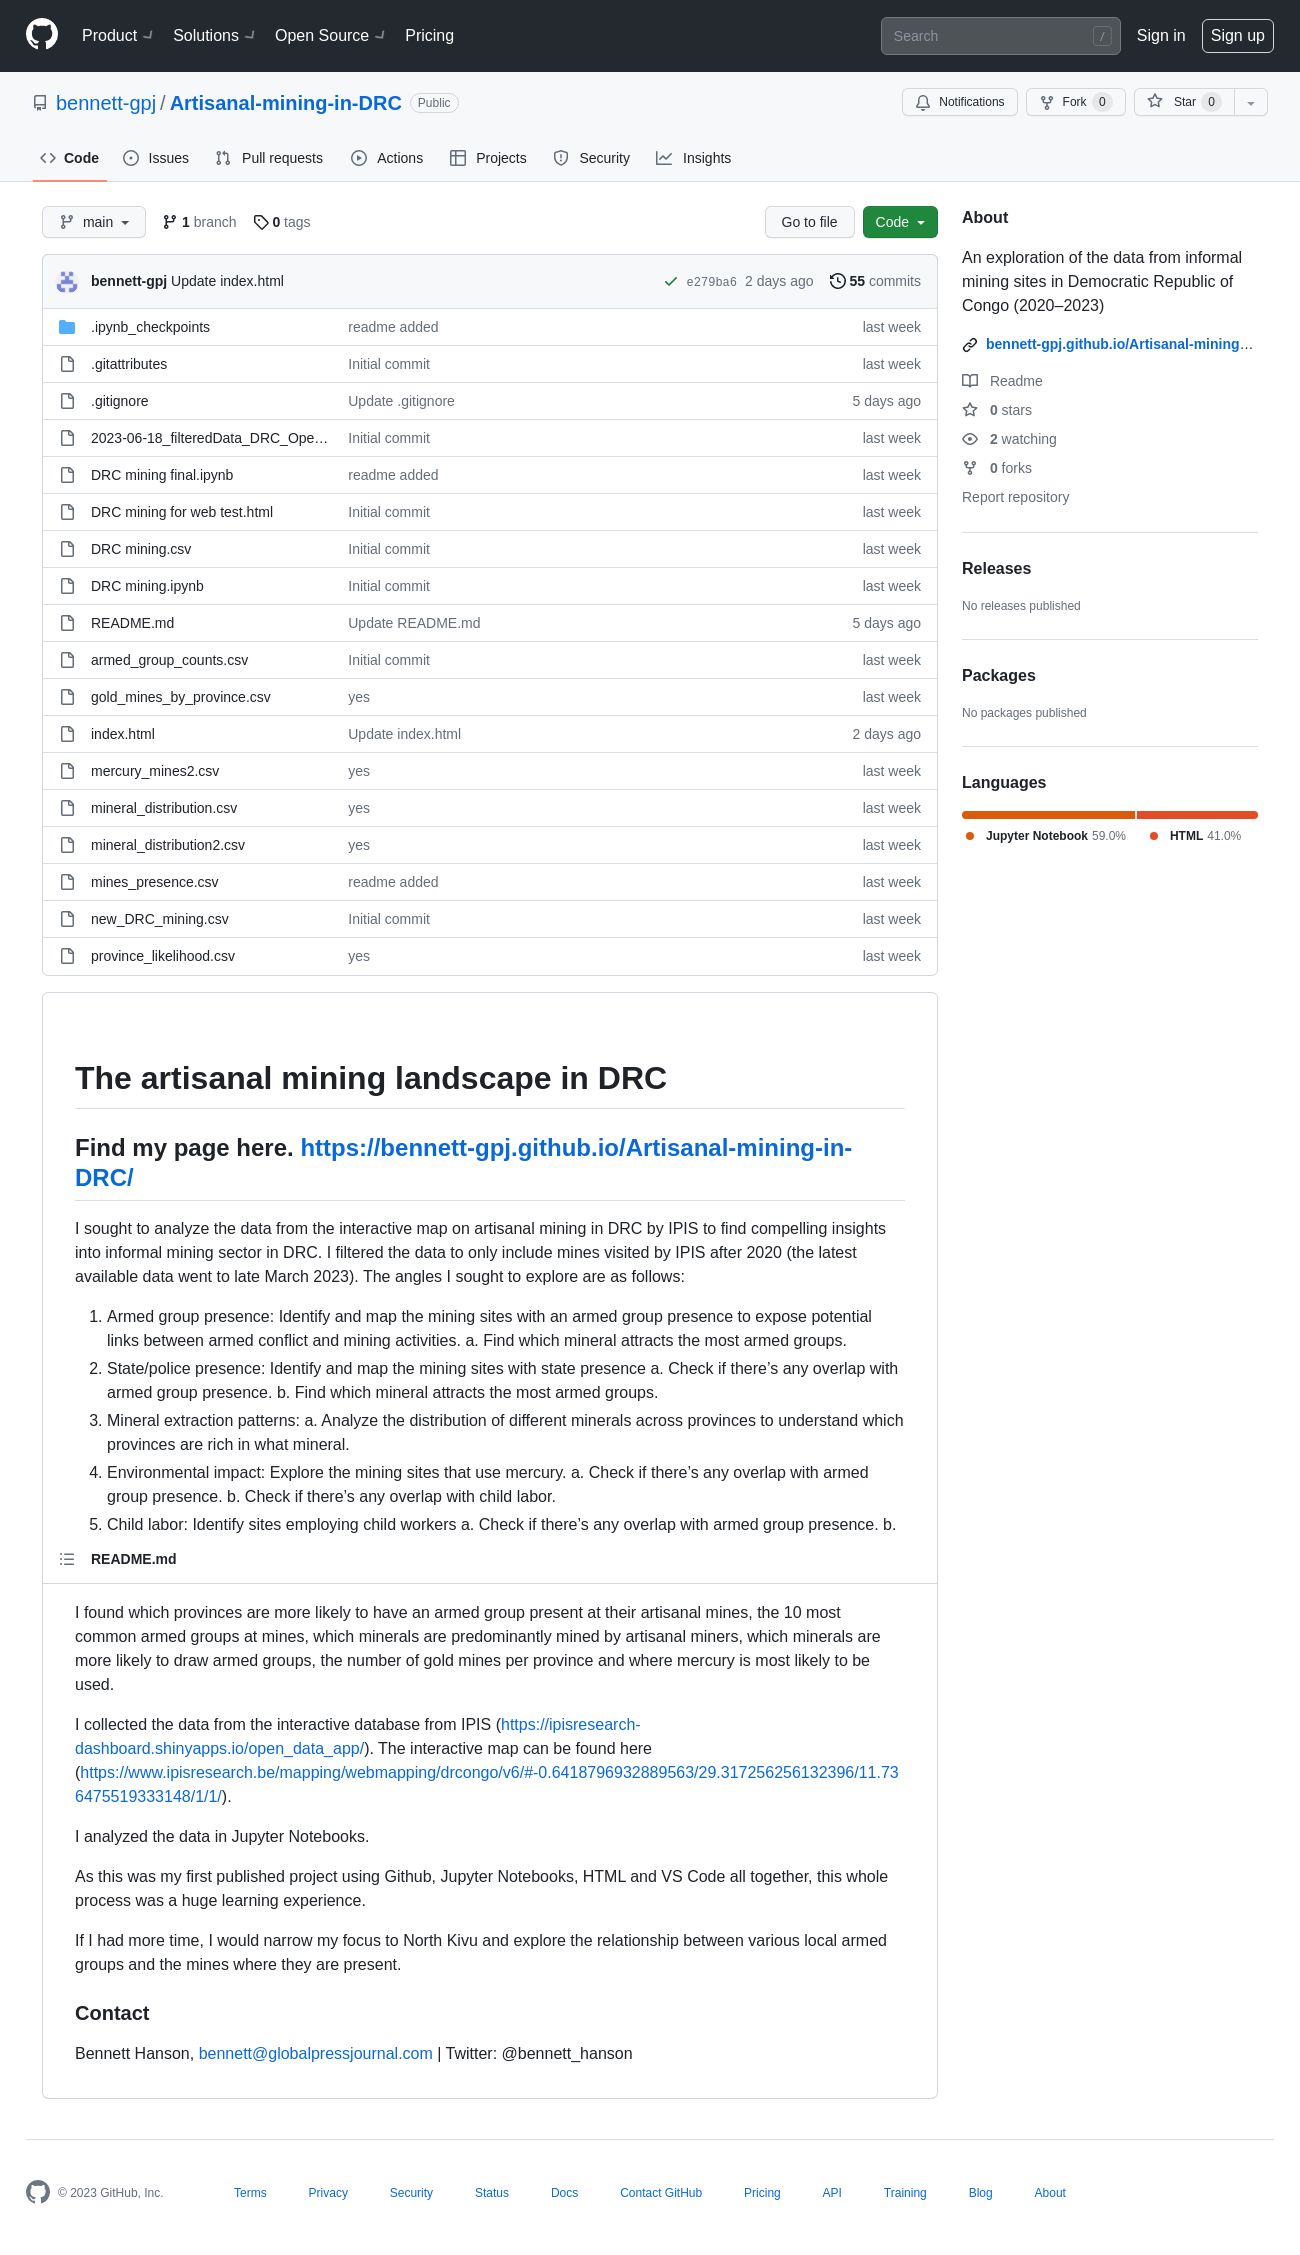 Product Solutions Open Source Pricing Search / Sign in Sign up
bennett-gpj / Artisanal-mining-in-DRC Public Notifications Fork 0 Star 0
Code Issues Pull requests Actions Projects Security Insights
main 1 branch 0 tags Go to file Code
bennett-gpj Update index.html e279ba6 2 days ago 55 commits
.ipynb_checkpoints readme added last week
.gitattributes Initial commit last week
.gitignore Update .gitignore 5 days ago
2023-06-18_filteredData_DRC_Ope… Initial commit last week
DRC mining final.ipynb readme added last week
DRC mining for web test.html Initial commit last week
DRC mining.csv Initial commit last week
DRC mining.ipynb Initial commit last week
README.md Update README.md 5 days ago
armed_group_counts.csv Initial commit last week
gold_mines_by_province.csv yes last week
index.html Update index.html 2 days ago
mercury_mines2.csv yes last week
mineral_distribution.csv yes last week
mineral_distribution2.csv yes last week
mines_presence.csv readme added last week
new_DRC_mining.csv Initial commit last week
province_likelihood.csv yes last week
The artisanal mining landscape in DRC
Find my page here. https://bennett-gpj.github.io/Artisanal-mining-in-
DRC/
I sought to analyze the data from the interactive map on artisanal mining in DRC by IPIS to find compelling insights
into informal mining sector in DRC. I filtered the data to only include mines visited by IPIS after 2020 (the latest
available data went to late March 2023). The angles I sought to explore are as follows:
1. Armed group presence: Identify and map the mining sites with an armed group presence to expose potential
links between armed conflict and mining activities. a. Find which mineral attracts the most armed groups.
2. State/police presence: Identify and map the mining sites with state presence a. Check if there’s any overlap with
armed group presence. b. Find which mineral attracts the most armed groups.
3. Mineral extraction patterns: a. Analyze the distribution of different minerals across provinces to understand which
provinces are rich in what mineral.
4. Environmental impact: Explore the mining sites that use mercury. a. Check if there’s any overlap with armed
group presence. b. Check if there’s any overlap with child labor.
5. Child labor: Identify sites employing child workers a. Check if there’s any overlap with armed group presence. b.
README.md
I found which provinces are more likely to have an armed group present at their artisanal mines, the 10 most
common armed groups at mines, which minerals are predominantly mined by artisanal miners, which minerals are
more likely to draw armed groups, the number of gold mines per province and where mercury is most likely to be
used.
I collected the data from the interactive database from IPIS (https://ipisresearch-
dashboard.shinyapps.io/open_data_app/). The interactive map can be found here
(https://www.ipisresearch.be/mapping/webmapping/drcongo/v6/#-0.6418796932889563/29.317256256132396/11.73
6475519333148/1/1/).
I analyzed the data in Jupyter Notebooks.
As this was my first published project using Github, Jupyter Notebooks, HTML and VS Code all together, this whole
process was a huge learning experience.
If I had more time, I would narrow my focus to North Kivu and explore the relationship between various local armed
groups and the mines where they are present.
Contact
Bennett Hanson, bennett@globalpressjournal.com | Twitter: @bennett_hanson
About
An exploration of the data from informal
mining sites in Democratic Republic of
Congo (2020–2023)
bennett-gpj.github.io/Artisanal-mining…
Readme
0 stars
2 watching
0 forks
Report repository
Releases
No releases published
Packages
No packages published
Languages
Jupyter Notebook 59.0% HTML 41.0%
© 2023 GitHub, Inc. Terms Privacy Security Status Docs Contact GitHub Pricing API Training Blog About